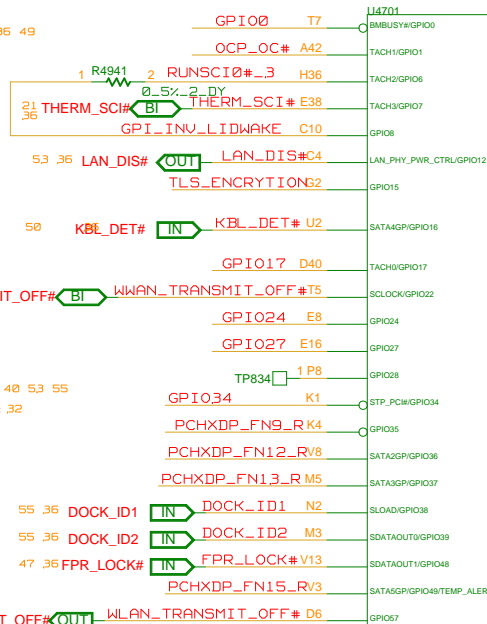 U4701
GPIO0 T7 BMBUSY#/GPIO0
36 49
OCP_OC# A42 TACH1/GPIO1
1 R4941 2 RUNSCI0#_3 H36 TACH2/GPIO6
0_5%_2_DY
21 36 THERM_SCI# BI THERM_SCI# E38 TACH3/GPIO7
GPI_INV_LIDWAKE C10 GPIO8
53 36 LAN_DIS# OUT LAN_DIS# C4 LAN_PHY_PWR_CTRL/GPIO12
TLS_ENCRYTION G2 GPIO15
50 KBL_DET# IN KBL_DET# U2 SATA4GP/GPIO16
GPIO17 D40 TACH0/GPIO17
IT_OFF# BI WWAN_TRANSMIT_OFF# T5 SCLOCK/GPIO22
GPIO24 E8 GPIO24
GPIO27 E16 GPIO27
TP834 1 P8 GPIO28
40 53 55
32
GPIO34 K1 STP_PCI#/GPIO34
PCHXDP_FN9_R K4 GPIO35
PCHXDP_FN12_R V8 SATA2GP/GPIO36
PCHXDP_FN13_R M5 SATA3GP/GPIO37
55 36 DOCK_ID1 IN DOCK_ID1 N2 SLOAD/GPIO38
55 36 DOCK_ID2 IN DOCK_ID2 M3 SDATAOUT0/GPIO39
47 36 FPR_LOCK# IN FPR_LOCK# V13 SDATAOUT1/GPIO48
PCHXDP_FN15_R V3 SATA5GP/GPIO49/TEMP_ALER
T_OFF# OUT WLAN_TRANSMIT_OFF# D6 GPIO57